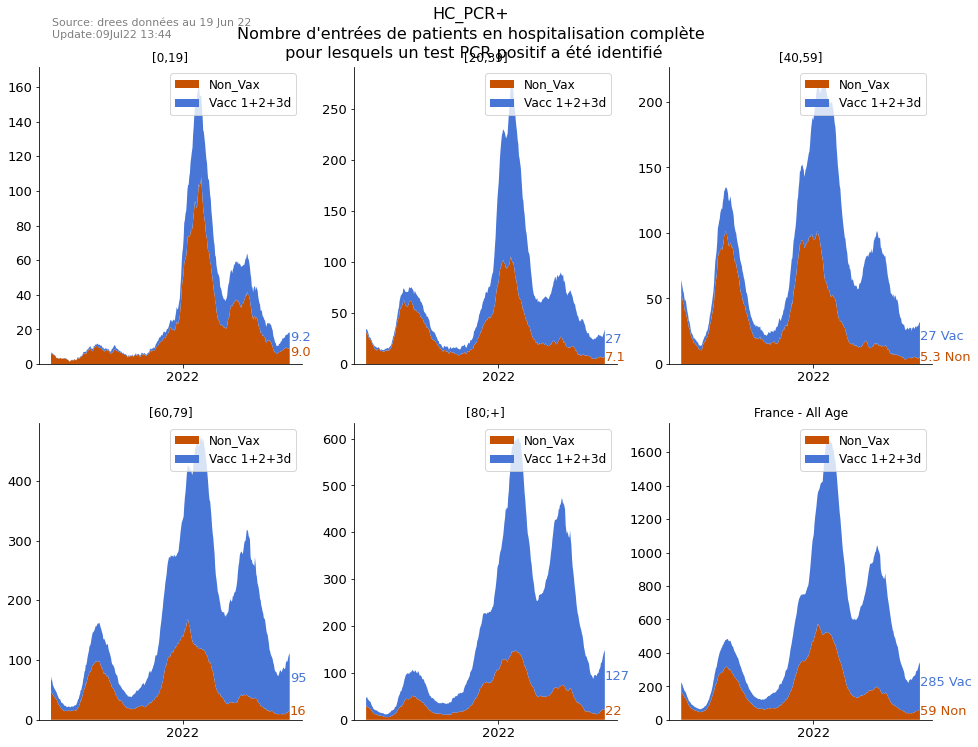 HC_PCR+
Source: drees données au 19 Jun 22
Update:09Jul22 13:44
Nombre d'entrées de patients en hospitalisation complète
pour lesquels un test PCR positif a été identifié
[0,19]
Non_Vax
Vacc 1+2+3d
160
140
120
100
80
60
40
20
0
9.2
9.0
2022
[20,39]
Non_Vax
Vacc 1+2+3d
250
200
150
100
50
0
27
7.1
2022
[40,59]
Non_Vax
Vacc 1+2+3d
200
150
100
50
0
27 Vac
5.3 Non
2022
[60,79]
Non_Vax
Vacc 1+2+3d
400
300
200
100
0
95
16
2022
[80;+]
Non_Vax
Vacc 1+2+3d
600
500
400
300
200
100
0
127
22
2022
France - All Age
Non_Vax
Vacc 1+2+3d
1600
1400
1200
1000
800
600
400
200
0
285 Vac
59 Non
2022